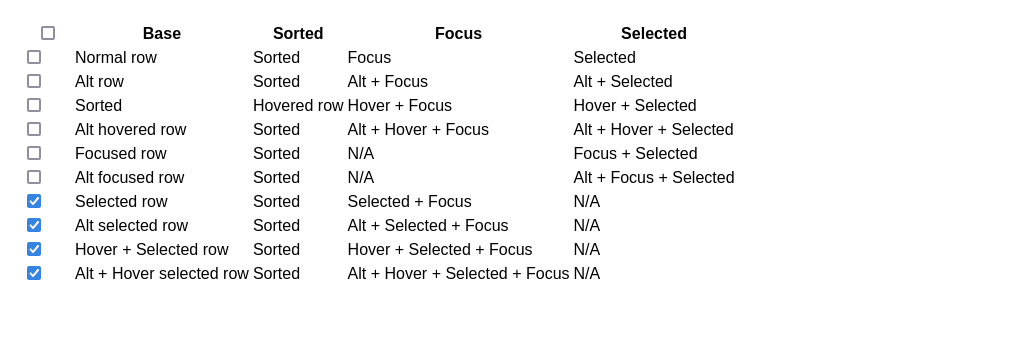 Base Sorted Focus Selected
Normal row Sorted Focus Selected
Alt row Sorted Alt + Focus Alt + Selected
Sorted Hovered row Hover + Focus Hover + Selected
Alt hovered row Sorted Alt + Hover + Focus Alt + Hover + Selected
Focused row Sorted N/A Focus + Selected
Alt focused row Sorted N/A Alt + Focus + Selected
Selected row Sorted Selected + Focus N/A
Alt selected row Sorted Alt + Selected + Focus N/A
Hover + Selected row Sorted Hover + Selected + Focus N/A
Alt + Hover selected row Sorted Alt + Hover + Selected + Focus N/A